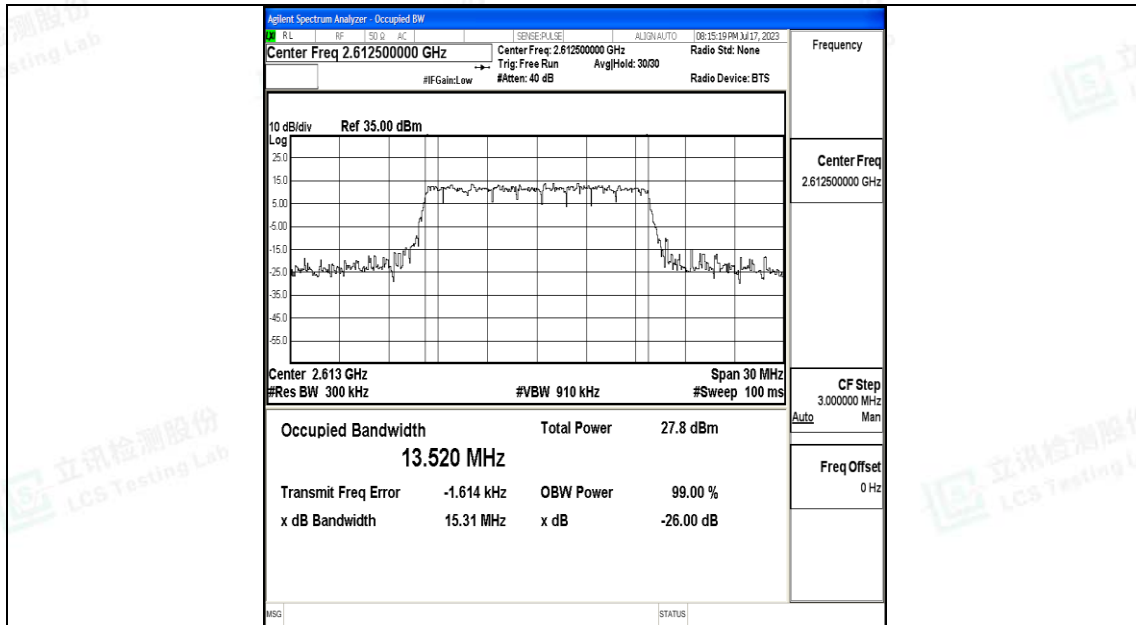 Agilent Spectrum Analyzer - Occupied BW
LXI RL RF 50 Ω AC SENSE:PULSE ALIGN AUTO 08:15:19 PM Jul 17, 2023
Center Freq 2.612500000 GHz
Center Freq: 2.612500000 GHz
Radio Std: None
Trig: Free Run Avg|Hold: 30/30
#IFGain:Low
#Atten: 40 dB
Radio Device: BTS
10 dB/div Ref 35.00 dBm
Log
25.0
15.0
5.00
-5.00
-15.0
-25.0
-35.0
-45.0
-55.0
Center 2.613 GHz Span 30 MHz
#Res BW 300 kHz #VBW 910 kHz #Sweep 100 ms
Occupied Bandwidth Total Power 27.8 dBm
13.520 MHz
Transmit Freq Error -1.614 kHz OBW Power 99.00 %
x dB Bandwidth 15.31 MHz x dB -26.00 dB
MSG STATUS
Frequency
Center Freq
2.612500000 GHz
CF Step
3.000000 MHz
Auto Man
Freq Offset
0 Hz
立讯检测股份
LCS Testing Lab
立讯检测股份
LCS Testing L